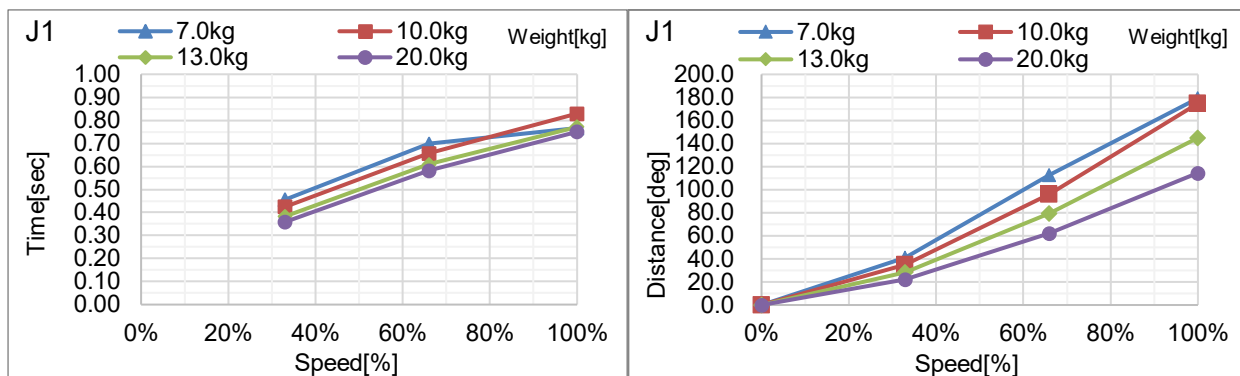 J1
7.0kg 10.0kg Weight[kg]
13.0kg 20.0kg
1.00
0.90
0.80
0.70
0.60
0.50
0.40
0.30
0.20
0.10
0.00
Time[sec]
0% 20% 40% 60% 80% 100%
Speed[%]
J1
7.0kg 10.0kg Weight[kg]
13.0kg 20.0kg
200.0
180.0
160.0
140.0
120.0
100.0
80.0
60.0
40.0
20.0
0.0
Distance[deg]
0% 20% 40% 60% 80% 100%
Speed[%]